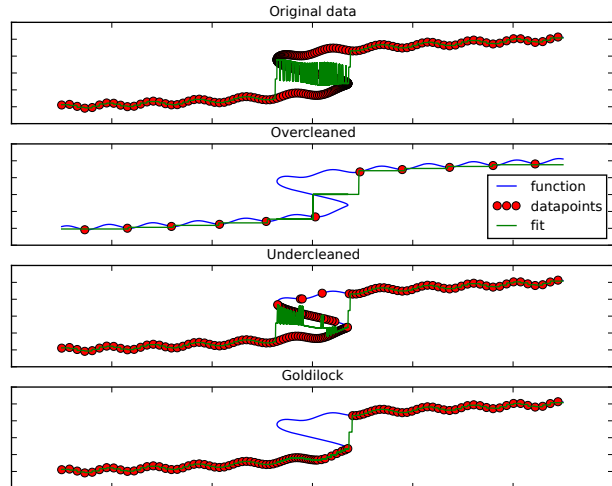 Original data
Overcleaned
function
datapoints
fit
Undercleaned
Goldilock